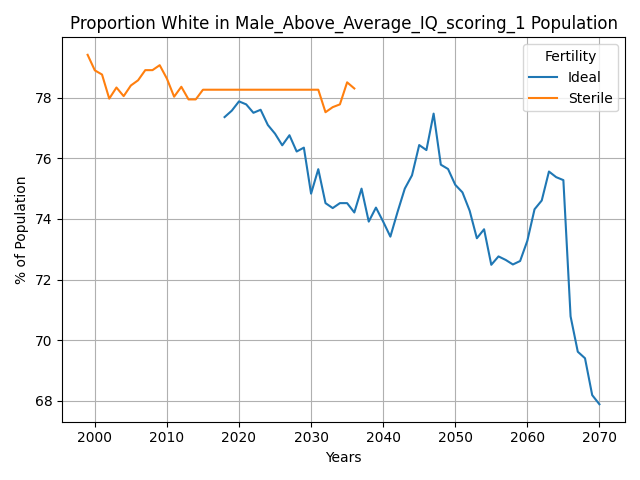 Proportion White in Male_Above_Average_IQ_scoring_1 Population
Fertility
Ideal
Sterile
% of Population
78
76
74
72
70
68
2000
2010
2020
2030
2040
2050
2060
2070
Years